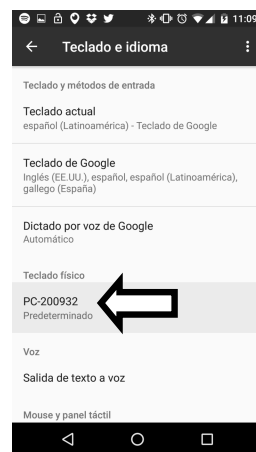 11:09
Teclado e idioma
Teclado y métodos de entrada
Teclado actual
español (Latinoamérica) - Teclado de Google
Teclado de Google
Inglés (EE.UU.), español, español (Latinoamérica),
gallego (España)
Dictado por voz de Google
Automático
Teclado físico
PC-200932
Predeterminado
Voz
Salida de texto a voz
Mouse y panel táctil